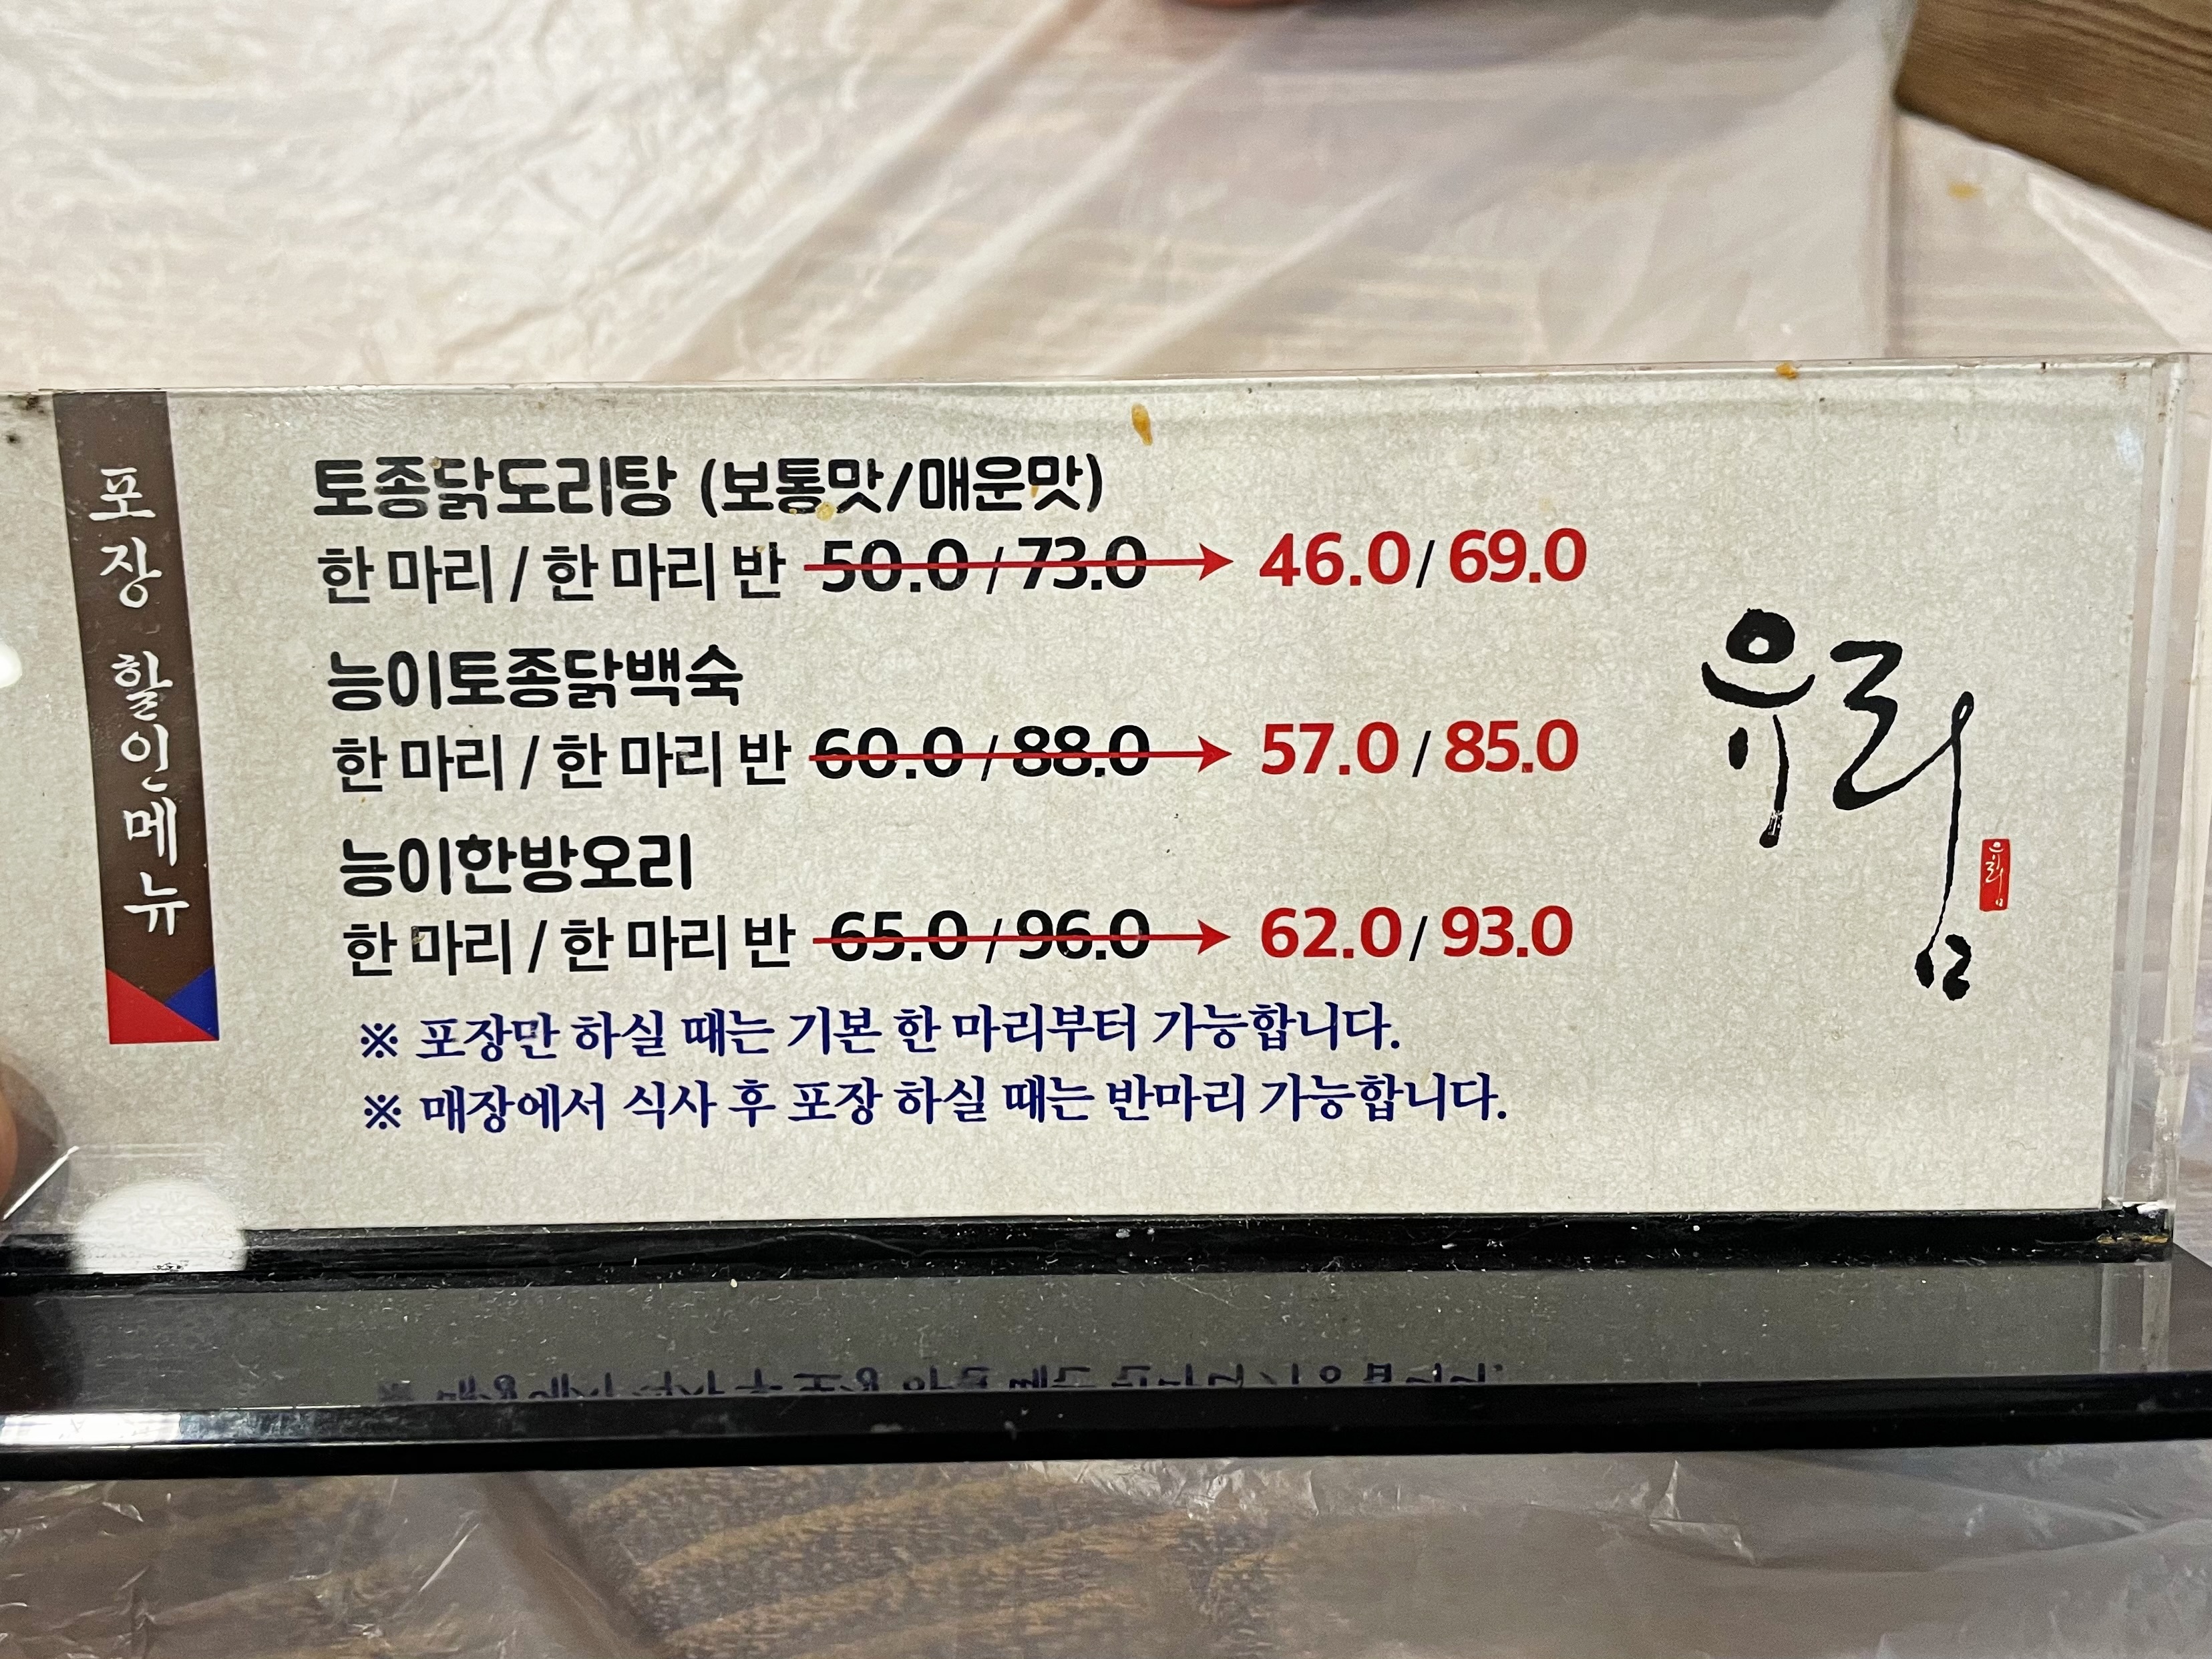 포장 할인메뉴
토종닭도리탕 (보통맛/매운맛)
한 마리 / 한 마리 반 50.0 / 73.0 → 46.0 / 69.0
능이토종닭백숙
한 마리 / 한 마리 반 60.0 / 88.0 → 57.0 / 85.0
능이한방오리
한 마리 / 한 마리 반 65.0 / 96.0 → 62.0 / 93.0
※ 포장만 하실 때는 기본 한 마리부터 가능합니다.
※ 매장에서 식사 후 포장 하실 때는 반마리 가능합니다.
유림
유림